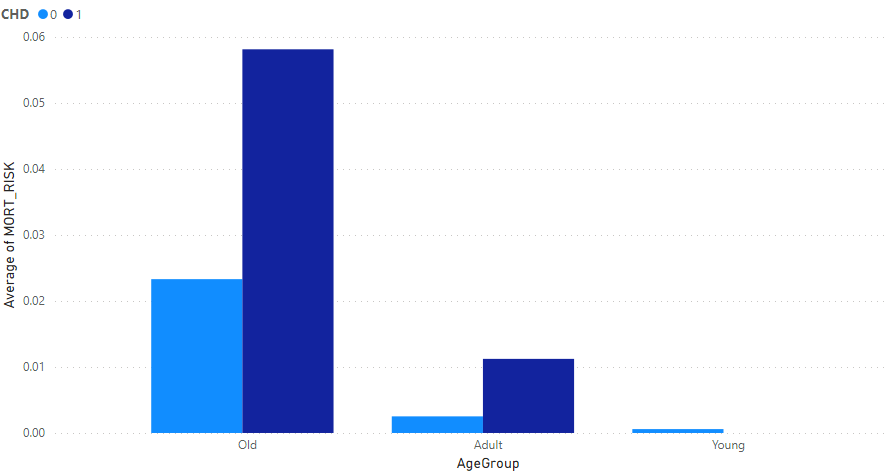 CHD 0 1
0.06
0.05
0.04
0.03
0.02
0.01
0.00
Average of MORT_RISK
Old Adult Young
AgeGroup